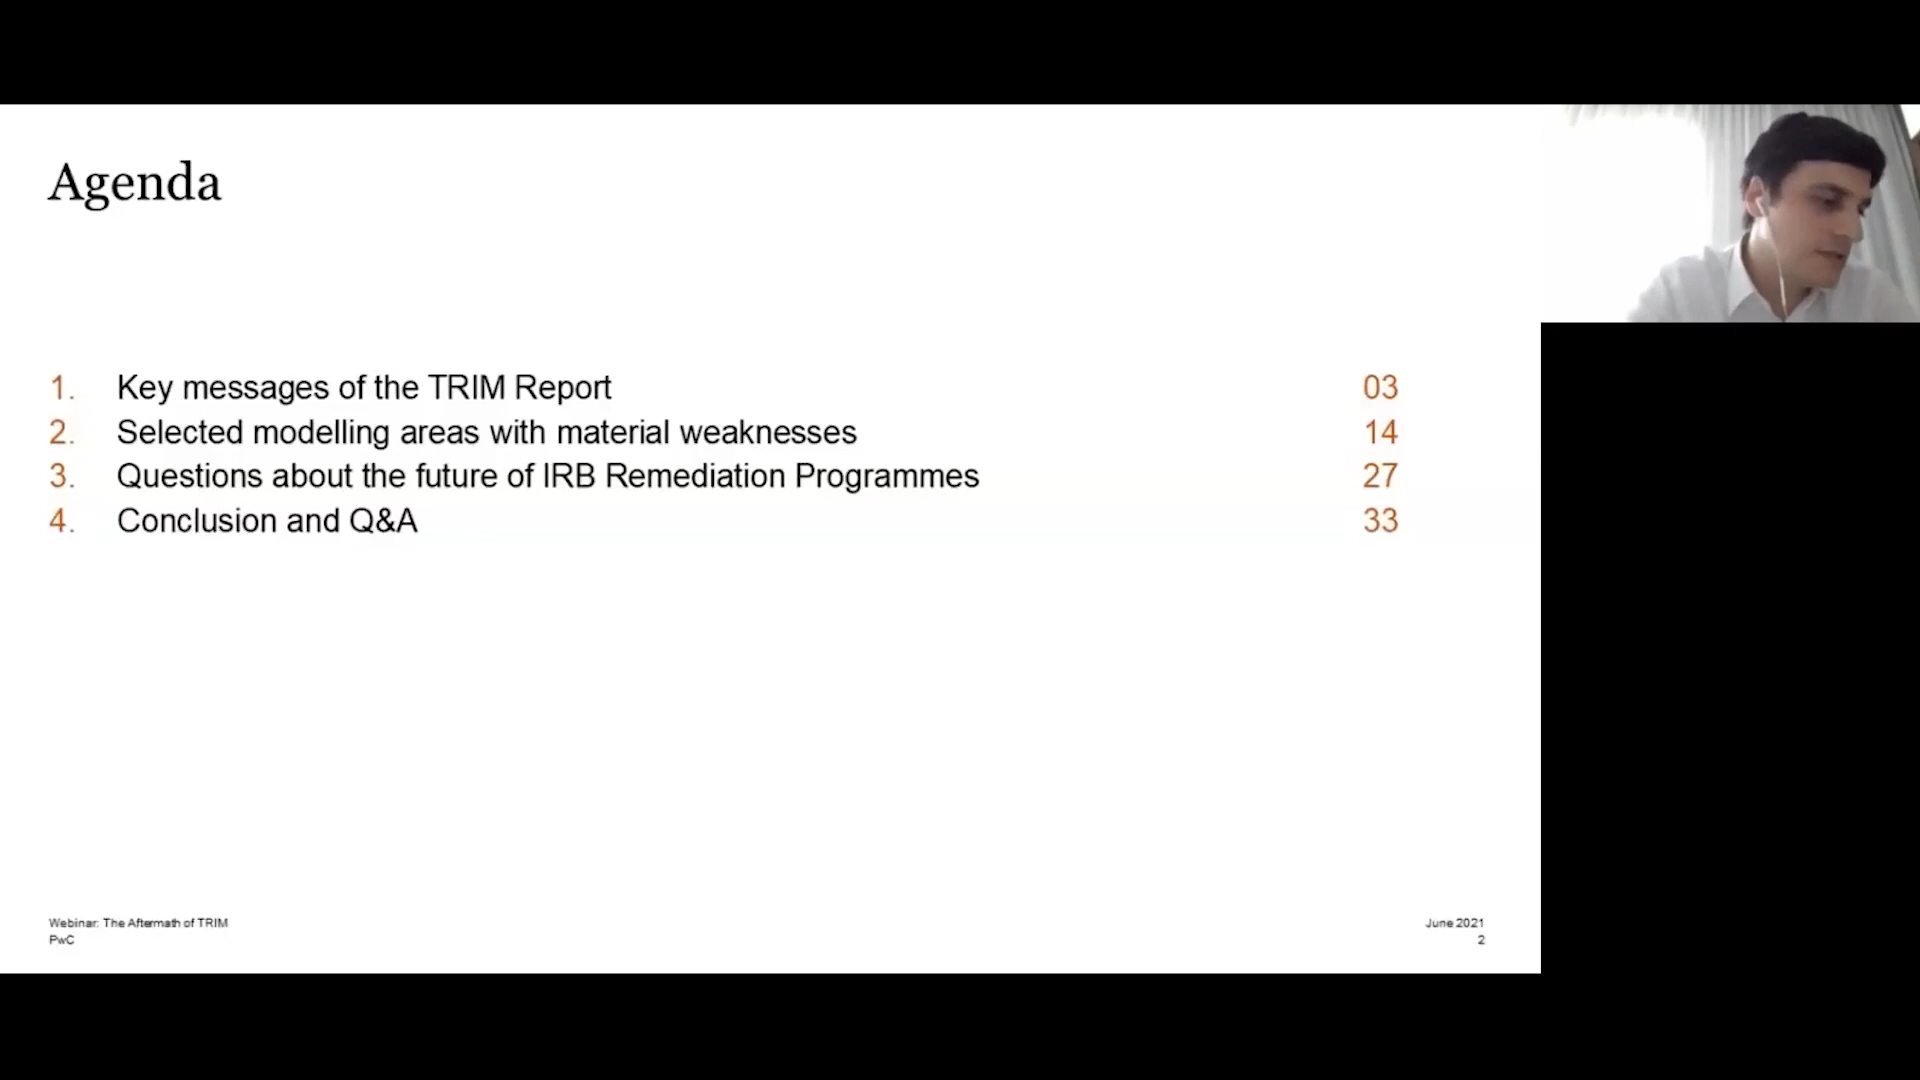 Agenda
1. Key messages of the TRIM Report 03
2. Selected modelling areas with material weaknesses 14
3. Questions about the future of IRB Remediation Programmes 27
4. Conclusion and Q&A 33
Webinar: The Aftermath of TRIM June 2021
PwC 2